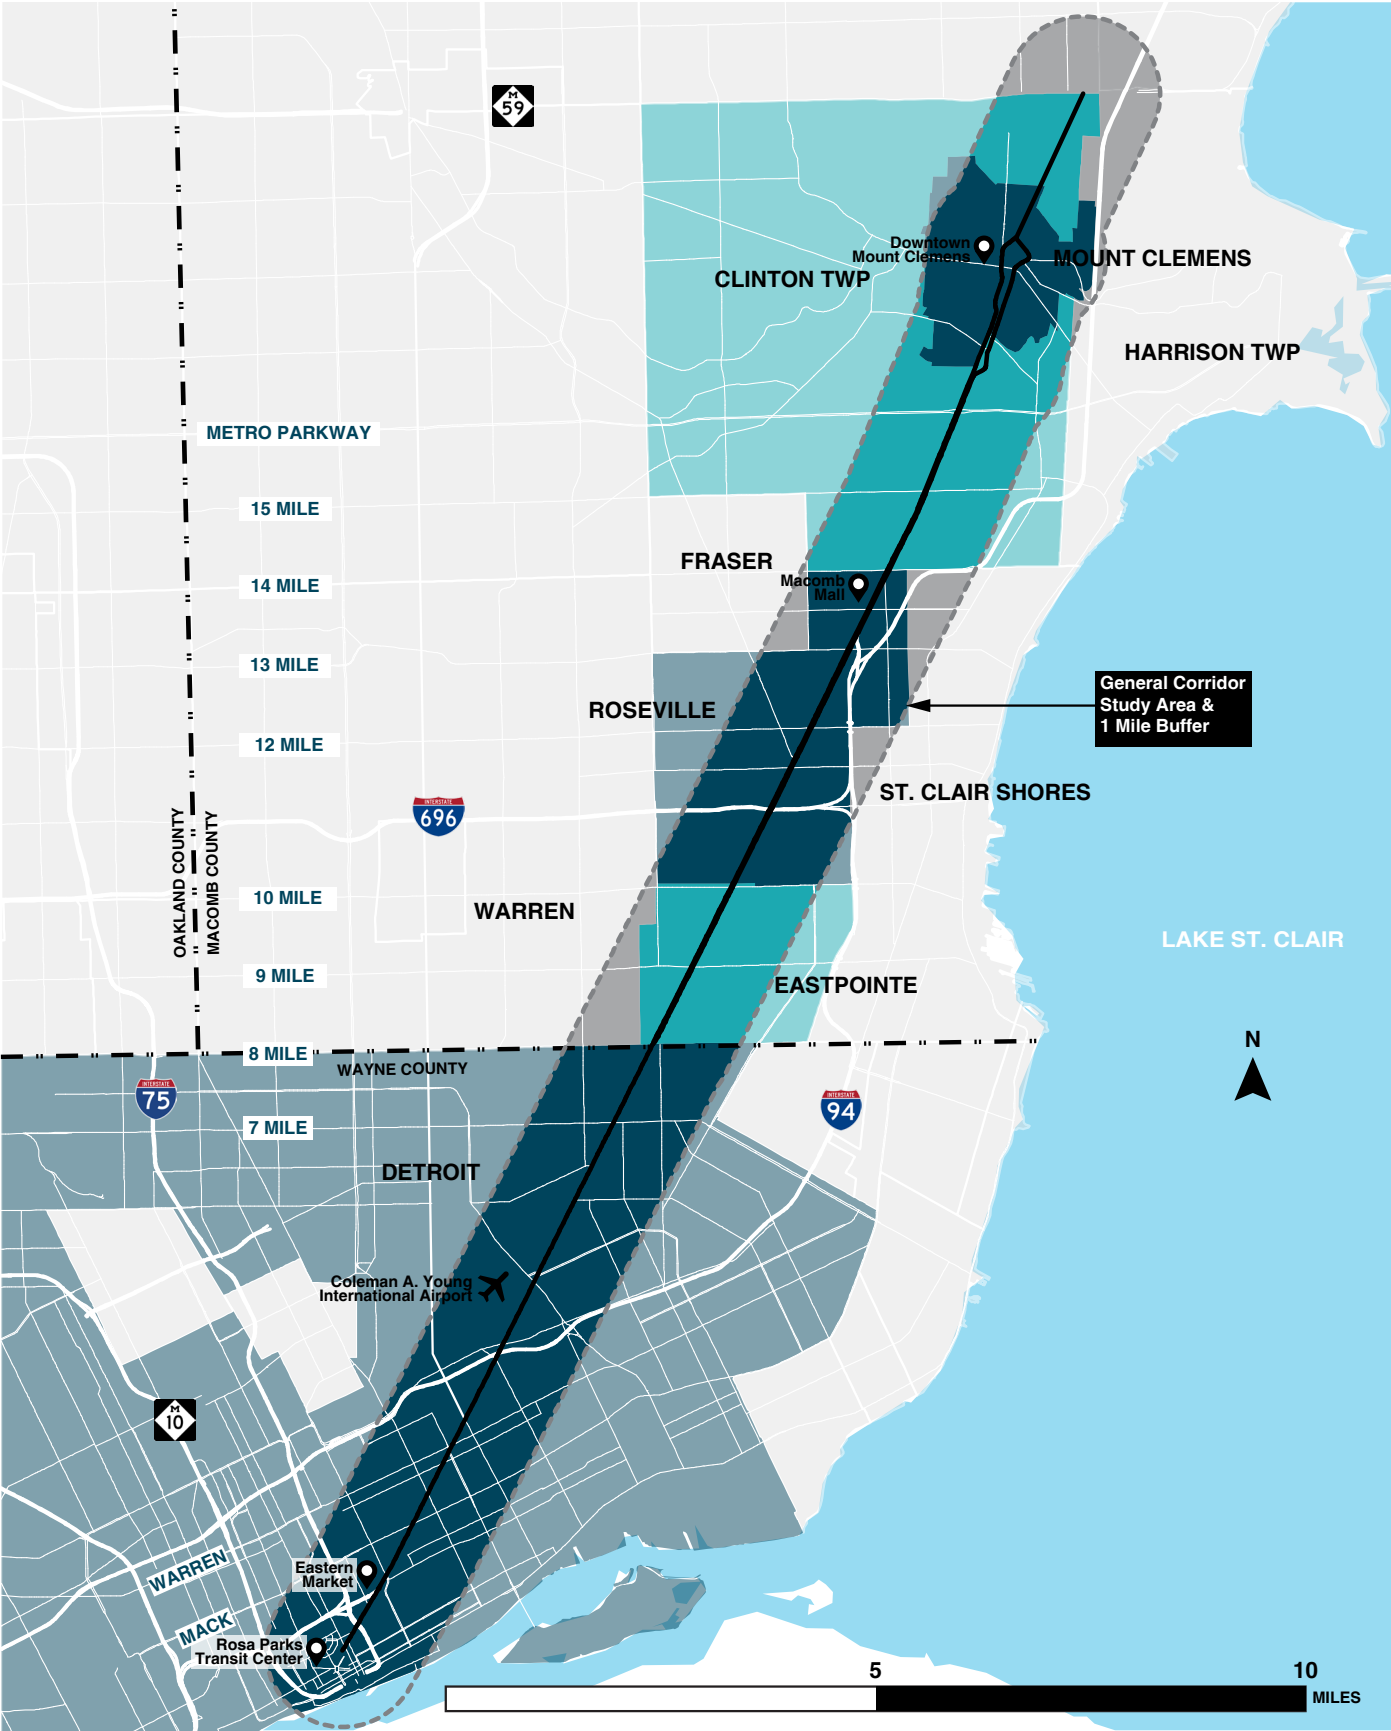 M
59
Downtown
Mount Clemens
MOUNT CLEMENS
CLINTON TWP
HARRISON TWP
METRO PARKWAY
15 MILE
FRASER
14 MILE
Macomb
Mall
13 MILE
General Corridor
Study Area &
1 Mile Buffer
ROSEVILLE
12 MILE
ST. CLAIR SHORES
INTERSTATE
696
OAKLAND COUNTY
MACOMB COUNTY
10 MILE
WARREN
LAKE ST. CLAIR
9 MILE
EASTPOINTE
N
8 MILE
WAYNE COUNTY
INTERSTATE
75
INTERSTATE
94
7 MILE
DETROIT
Coleman A. Young
International Airport
M
10
WARREN
Eastern
Market
MACK
Rosa Parks
Transit Center
5
10
MILES